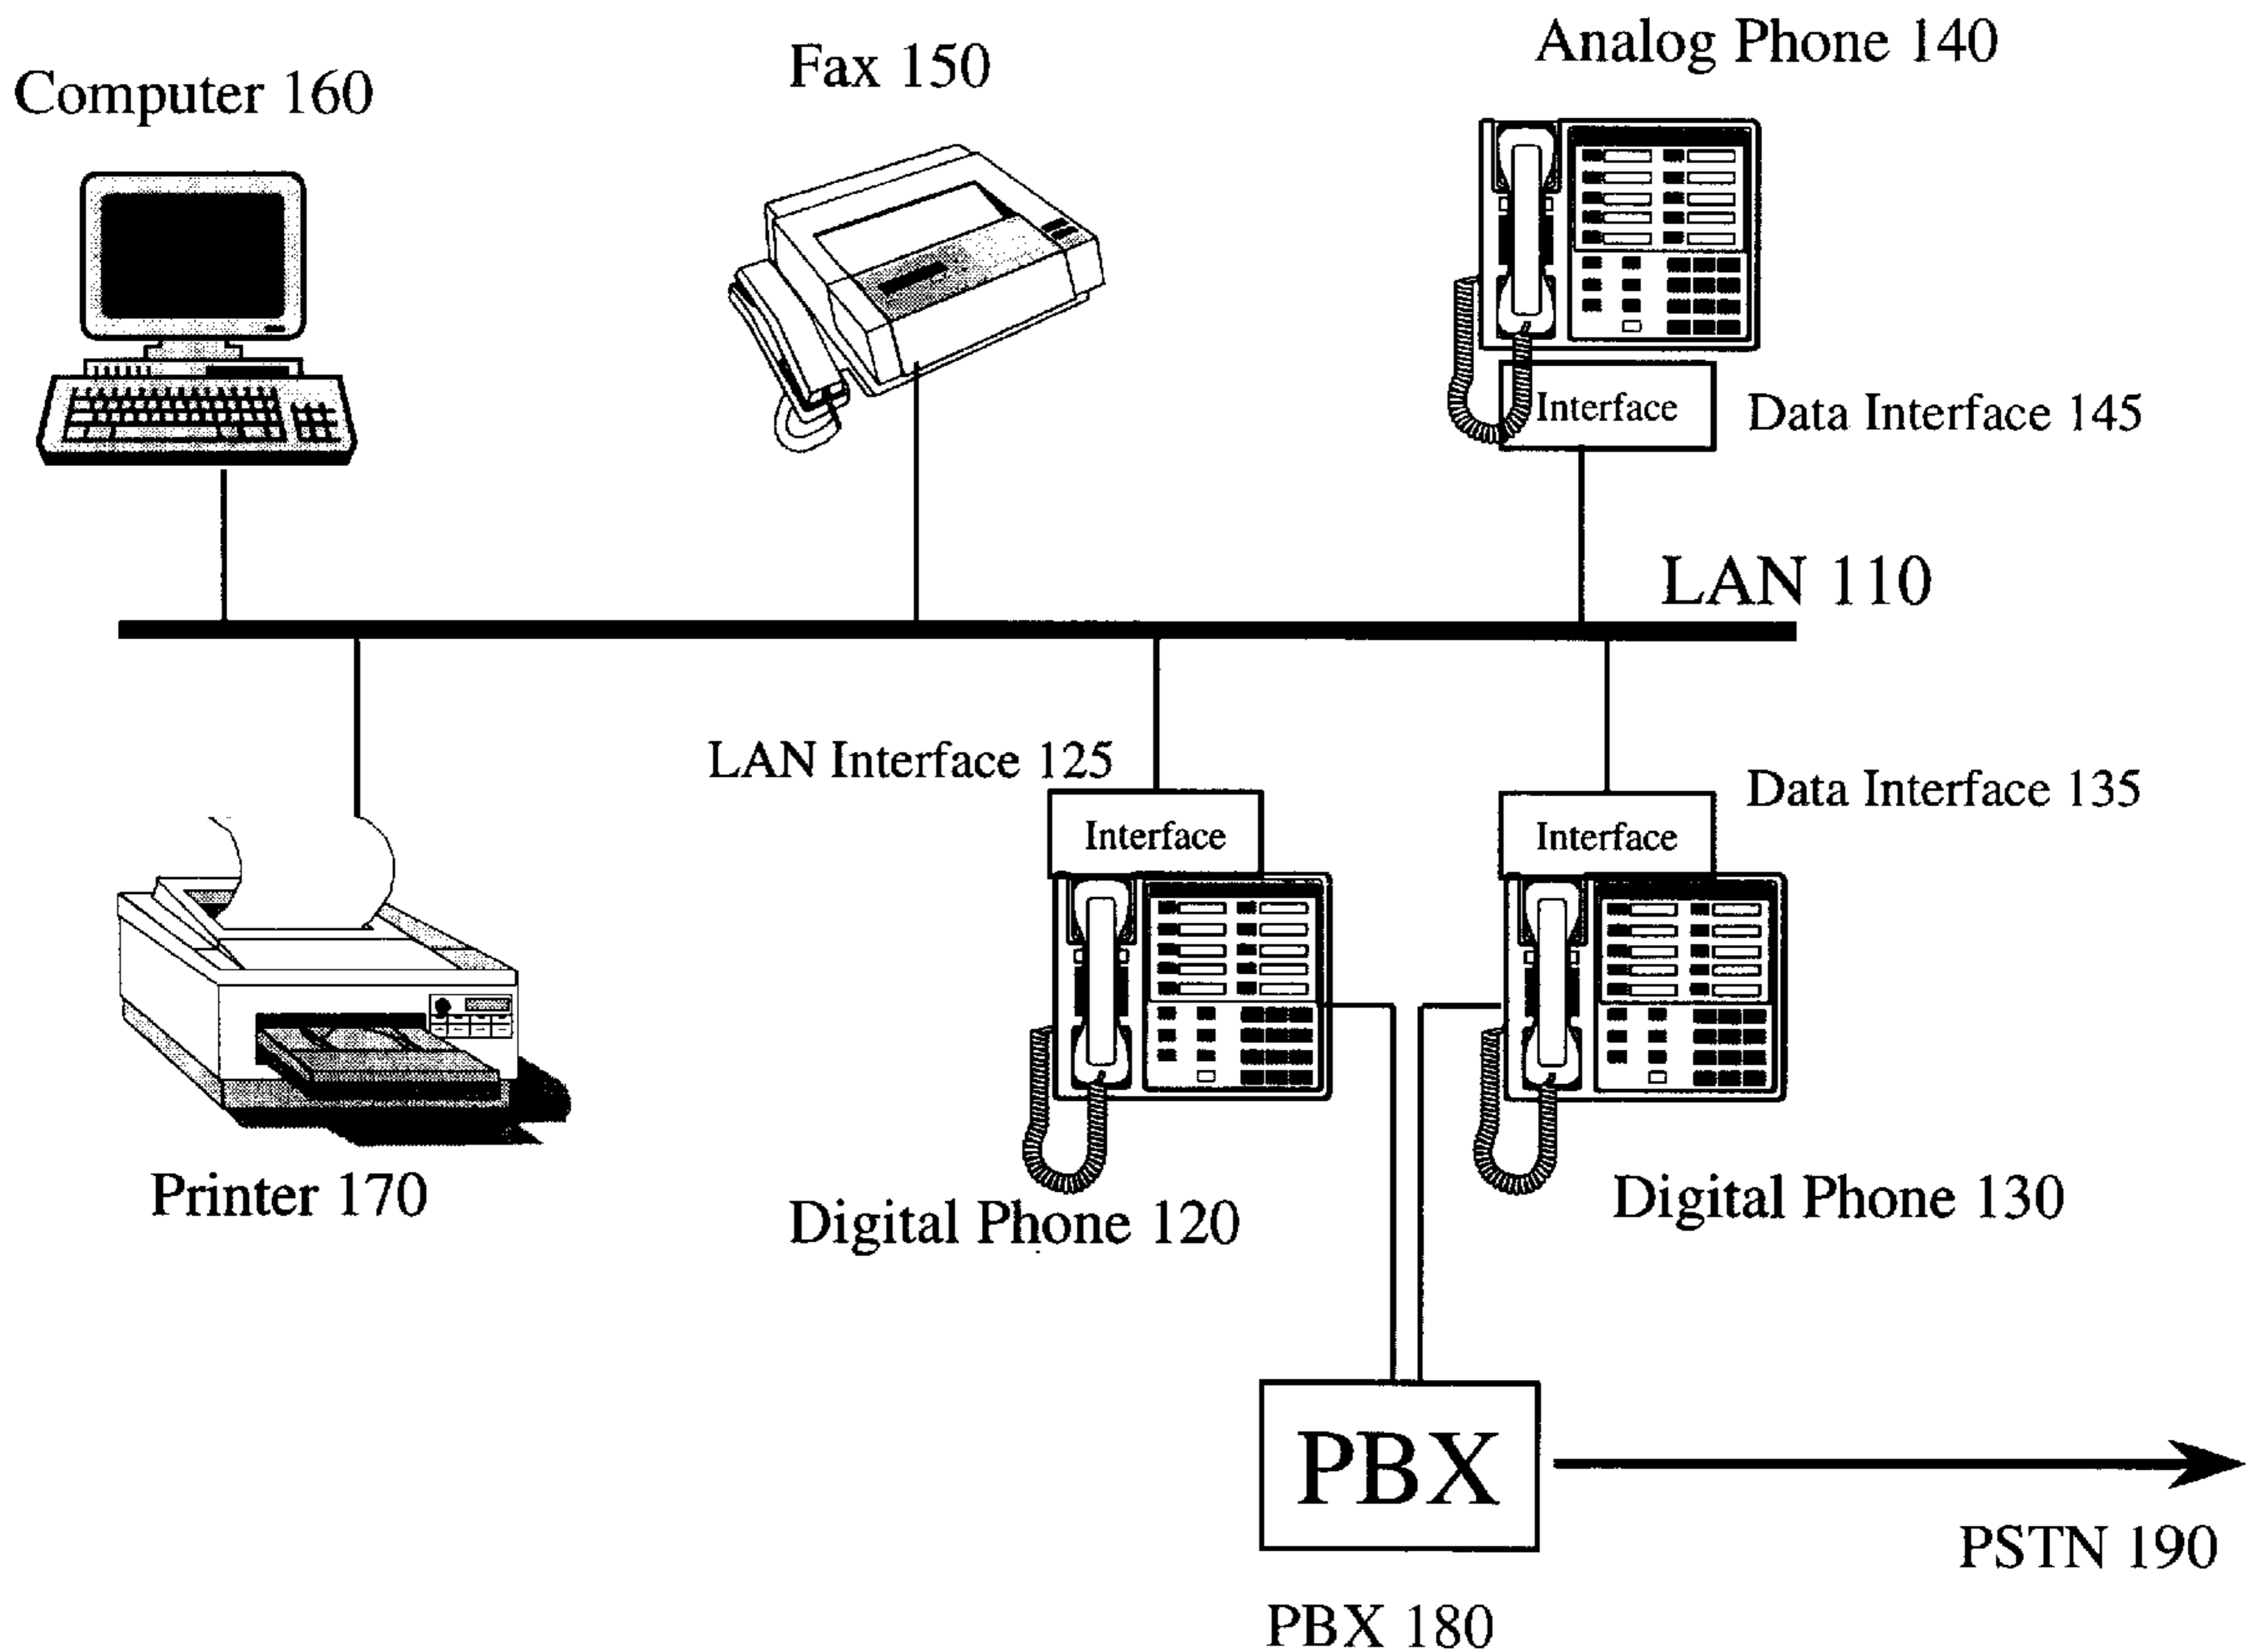 Analog Phone 140
Fax 150
Computer 160
Interface
Data Interface 145
LAN 110
LAN Interface 125
Data Interface 135
Interface
Interface
Printer 170
Digital Phone 120
Digital Phone 130
PBX
PSTN 190
PBX 180